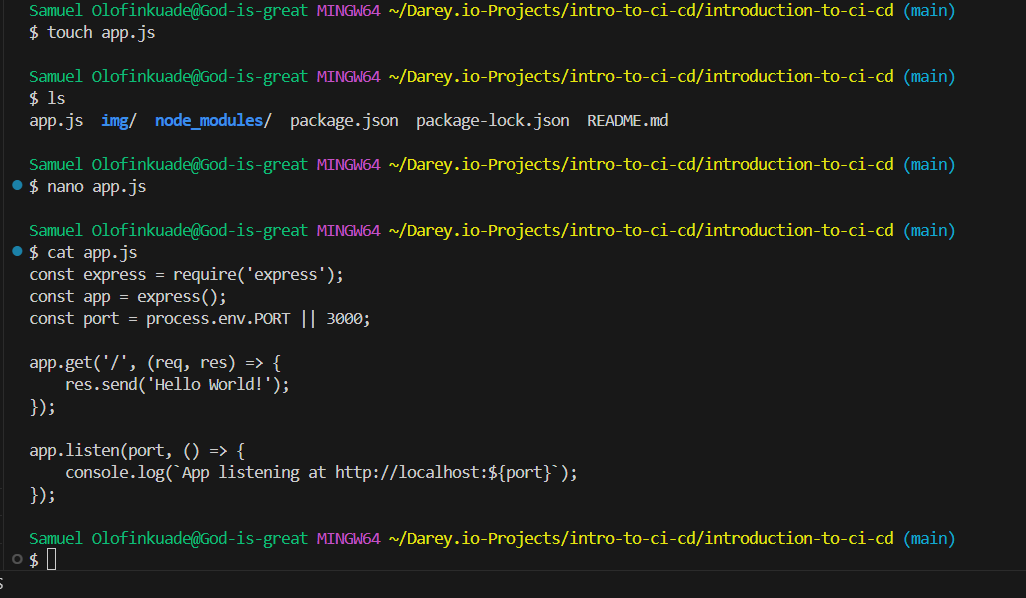 Samuel Olofinkuade@God-is-great MINGW64 ~/Darey.io-Projects/intro-to-ci-cd/introduction-to-ci-cd (main)
$ touch app.js
Samuel Olofinkuade@God-is-great MINGW64 ~/Darey.io-Projects/intro-to-ci-cd/introduction-to-ci-cd (main)
$ ls
app.js  img/  node_modules/  package.json  package-lock.json  README.md
Samuel Olofinkuade@God-is-great MINGW64 ~/Darey.io-Projects/intro-to-ci-cd/introduction-to-ci-cd (main)
$ nano app.js
Samuel Olofinkuade@God-is-great MINGW64 ~/Darey.io-Projects/intro-to-ci-cd/introduction-to-ci-cd (main)
$ cat app.js
const express = require('express');
const app = express();
const port = process.env.PORT || 3000;
app.get('/', (req, res) => {
    res.send('Hello World!');
});
app.listen(port, () => {
    console.log(`App listening at http://localhost:${port}`);
});
Samuel Olofinkuade@God-is-great MINGW64 ~/Darey.io-Projects/intro-to-ci-cd/introduction-to-ci-cd (main)
$